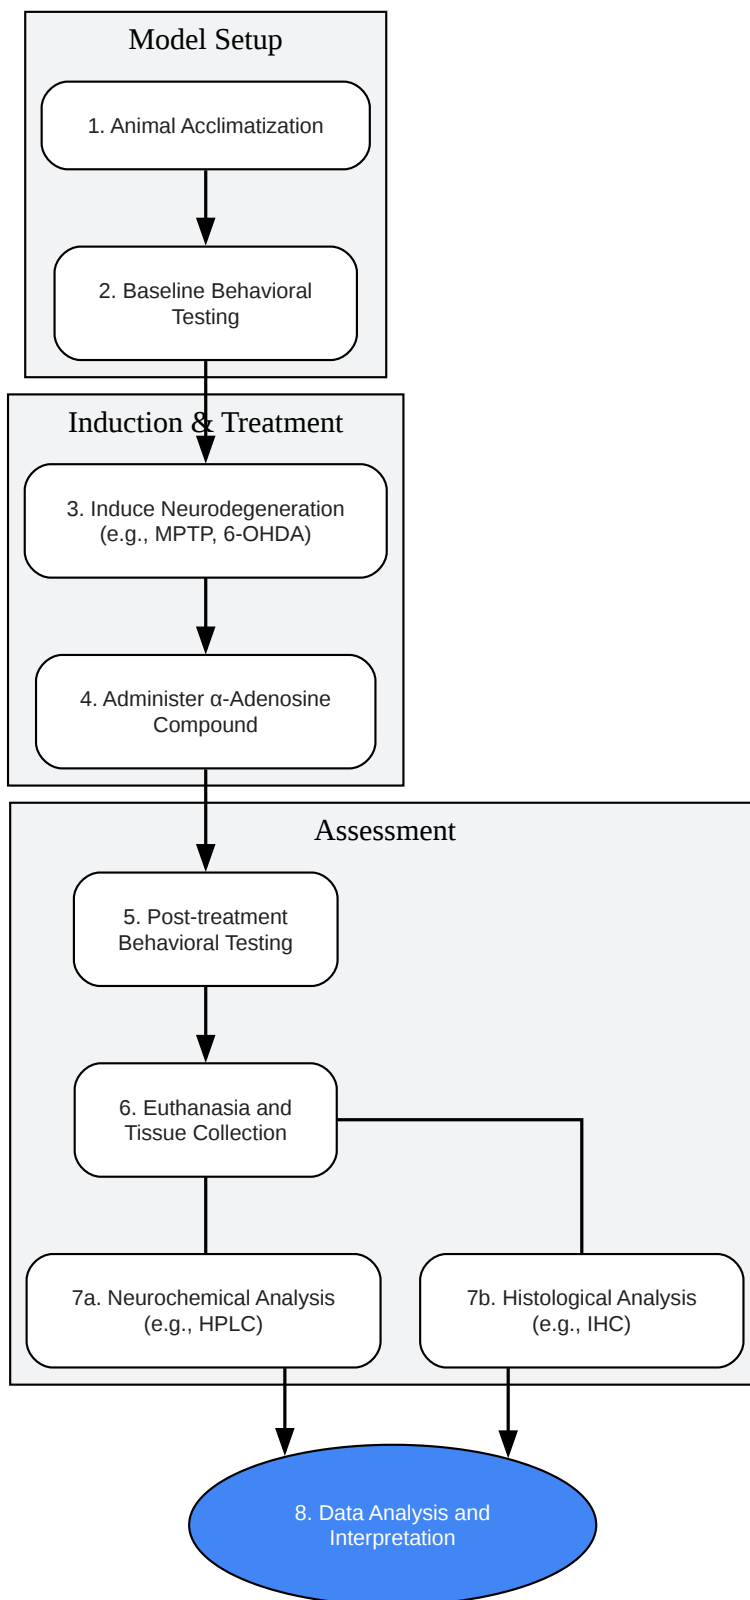 Model Setup
1. Animal Acclimatization
2. Baseline Behavioral
Testing
Induction & Treatment
3. Induce Neurodegeneration
(e.g., MPTP, 6-OHDA)
4. Administer α-Adenosine
Compound
Assessment
5. Post-treatment
Behavioral Testing
6. Euthanasia and
Tissue Collection
7a. Neurochemical Analysis
(e.g., HPLC)
7b. Histological Analysis
(e.g., IHC)
8. Data Analysis and
Interpretation